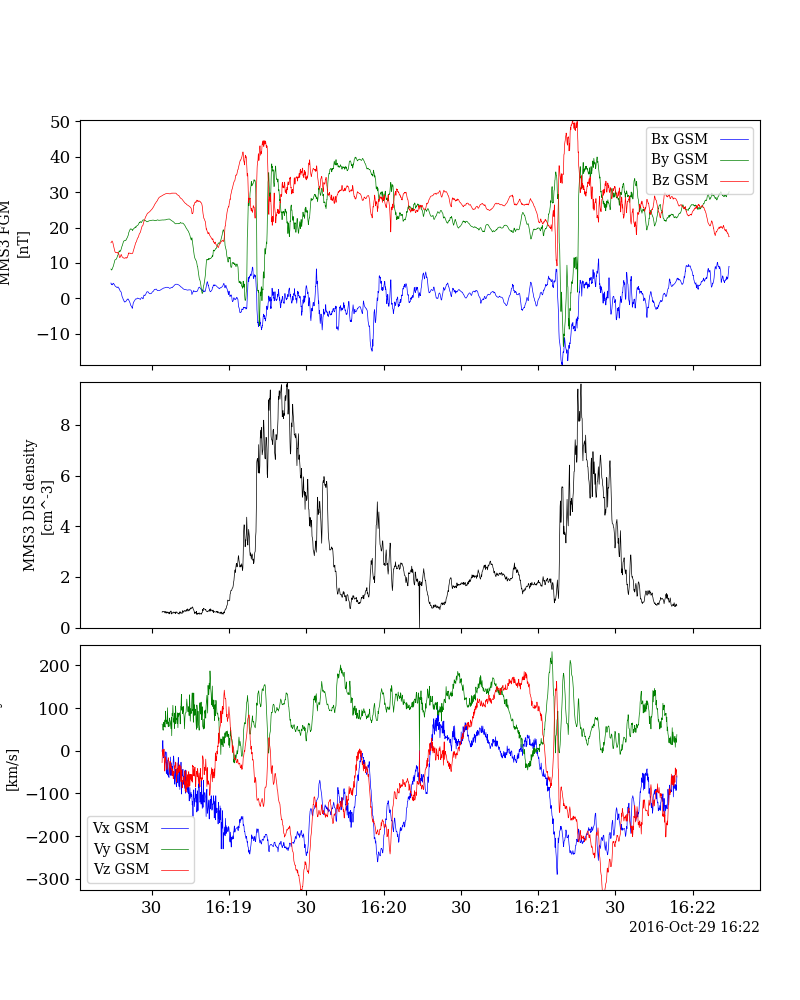 50
40
30
20
10
0
−10
MMS3 FGM
[nT]
Bx GSM
By GSM
Bz GSM
8
6
4
2
0
MMS3 DIS density
[cm^-3]
200
100
0
−100
−200
−300
[km/s]
Vx GSM
Vy GSM
Vz GSM
30
16:19
30
16:20
30
16:21
30
16:22
2016-Oct-29 16:22